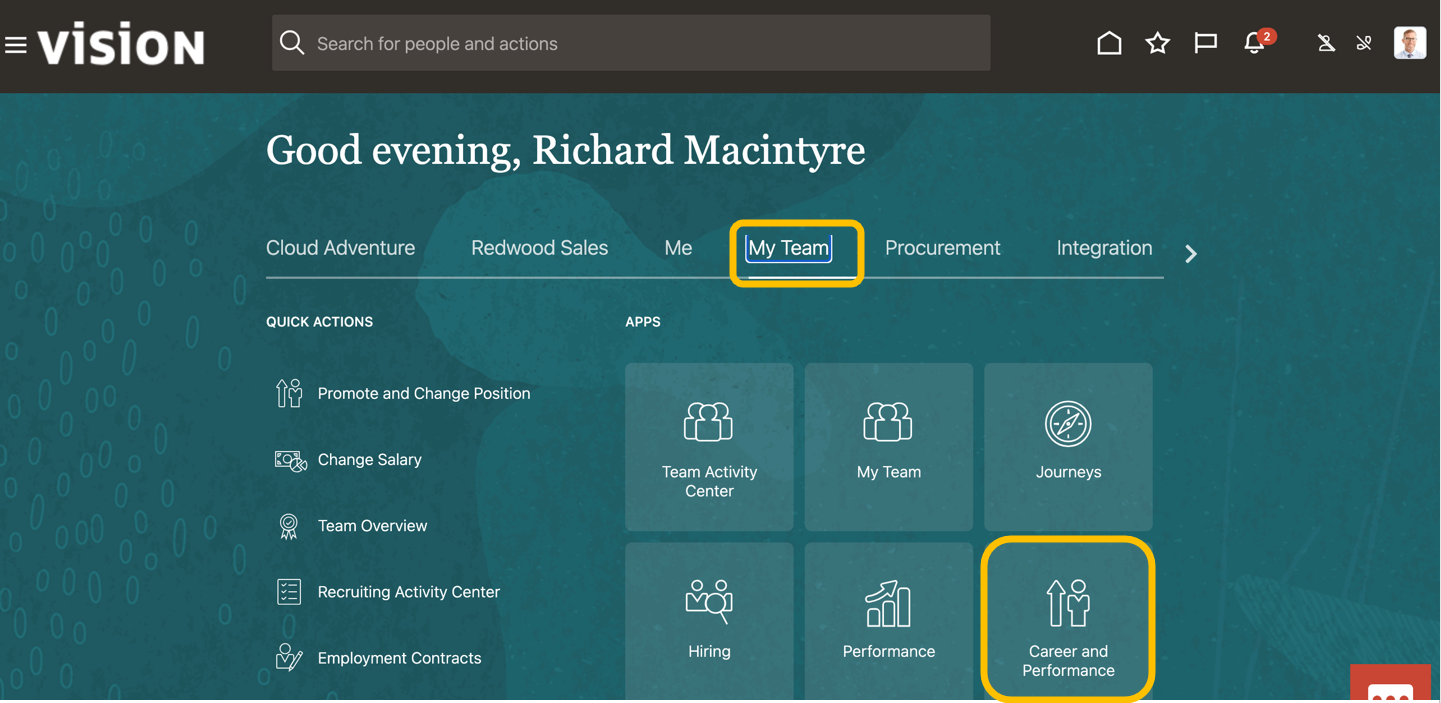 vision
Search for people and actions
2
Good evening, Richard Macintyre
Cloud Adventure
Redwood Sales
Me
My Team
Procurement
Integration
QUICK ACTIONS
Promote and Change Position
Change Salary
Team Overview
Recruiting Activity Center
Employment Contracts
APPS
Team Activity
Center
My Team
Journeys
Hiring
Performance
Career and
Performance